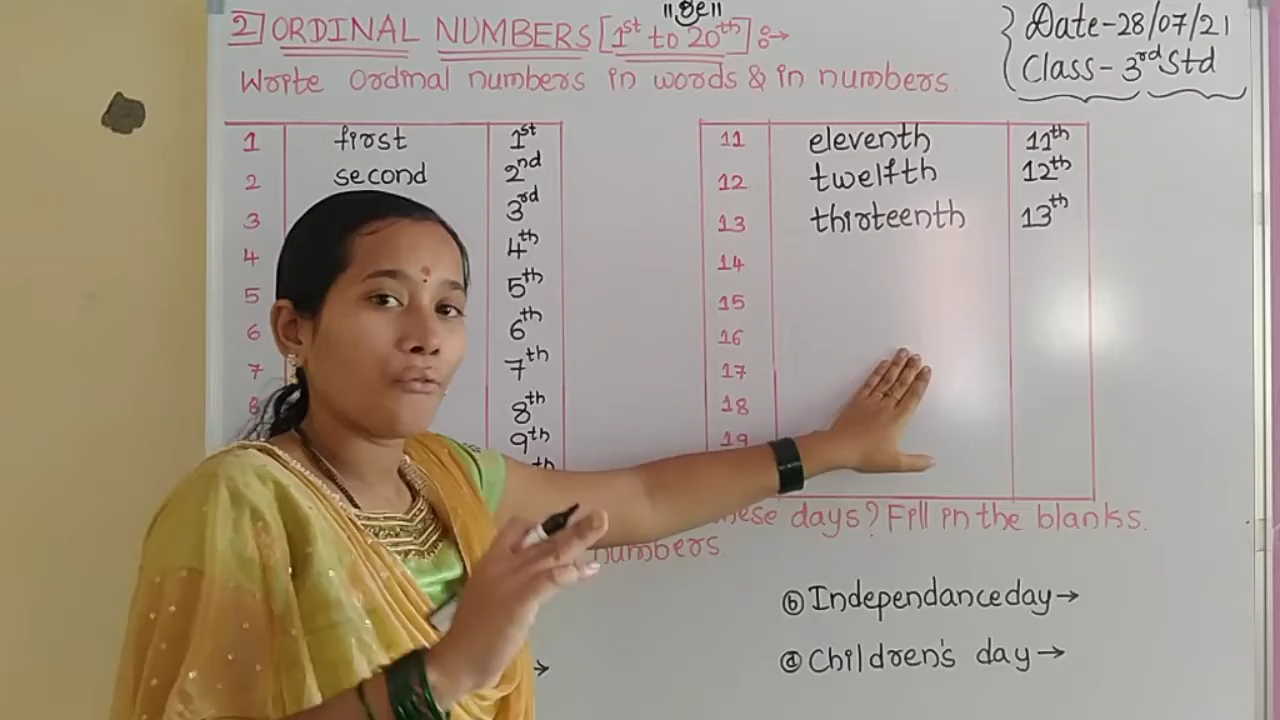 ॥श्री॥
2] ORDINAL NUMBERS [1st to 20th] :→
Write ordinal numbers in words & in numbers.
Date-28/07/21
Class-3rd Std
1 first 1st
2 second 2nd
3 3rd
4 4th
5 5th
6 6th
7 7th
8 8th
9th
th
11 eleventh 11th
12 twelfth 12th
13 thirteenth 13th
14
15
16
17
18
19
days? Fill in the blanks.
numbers
ⓑ Independance day→
ⓓ Children's day→
→